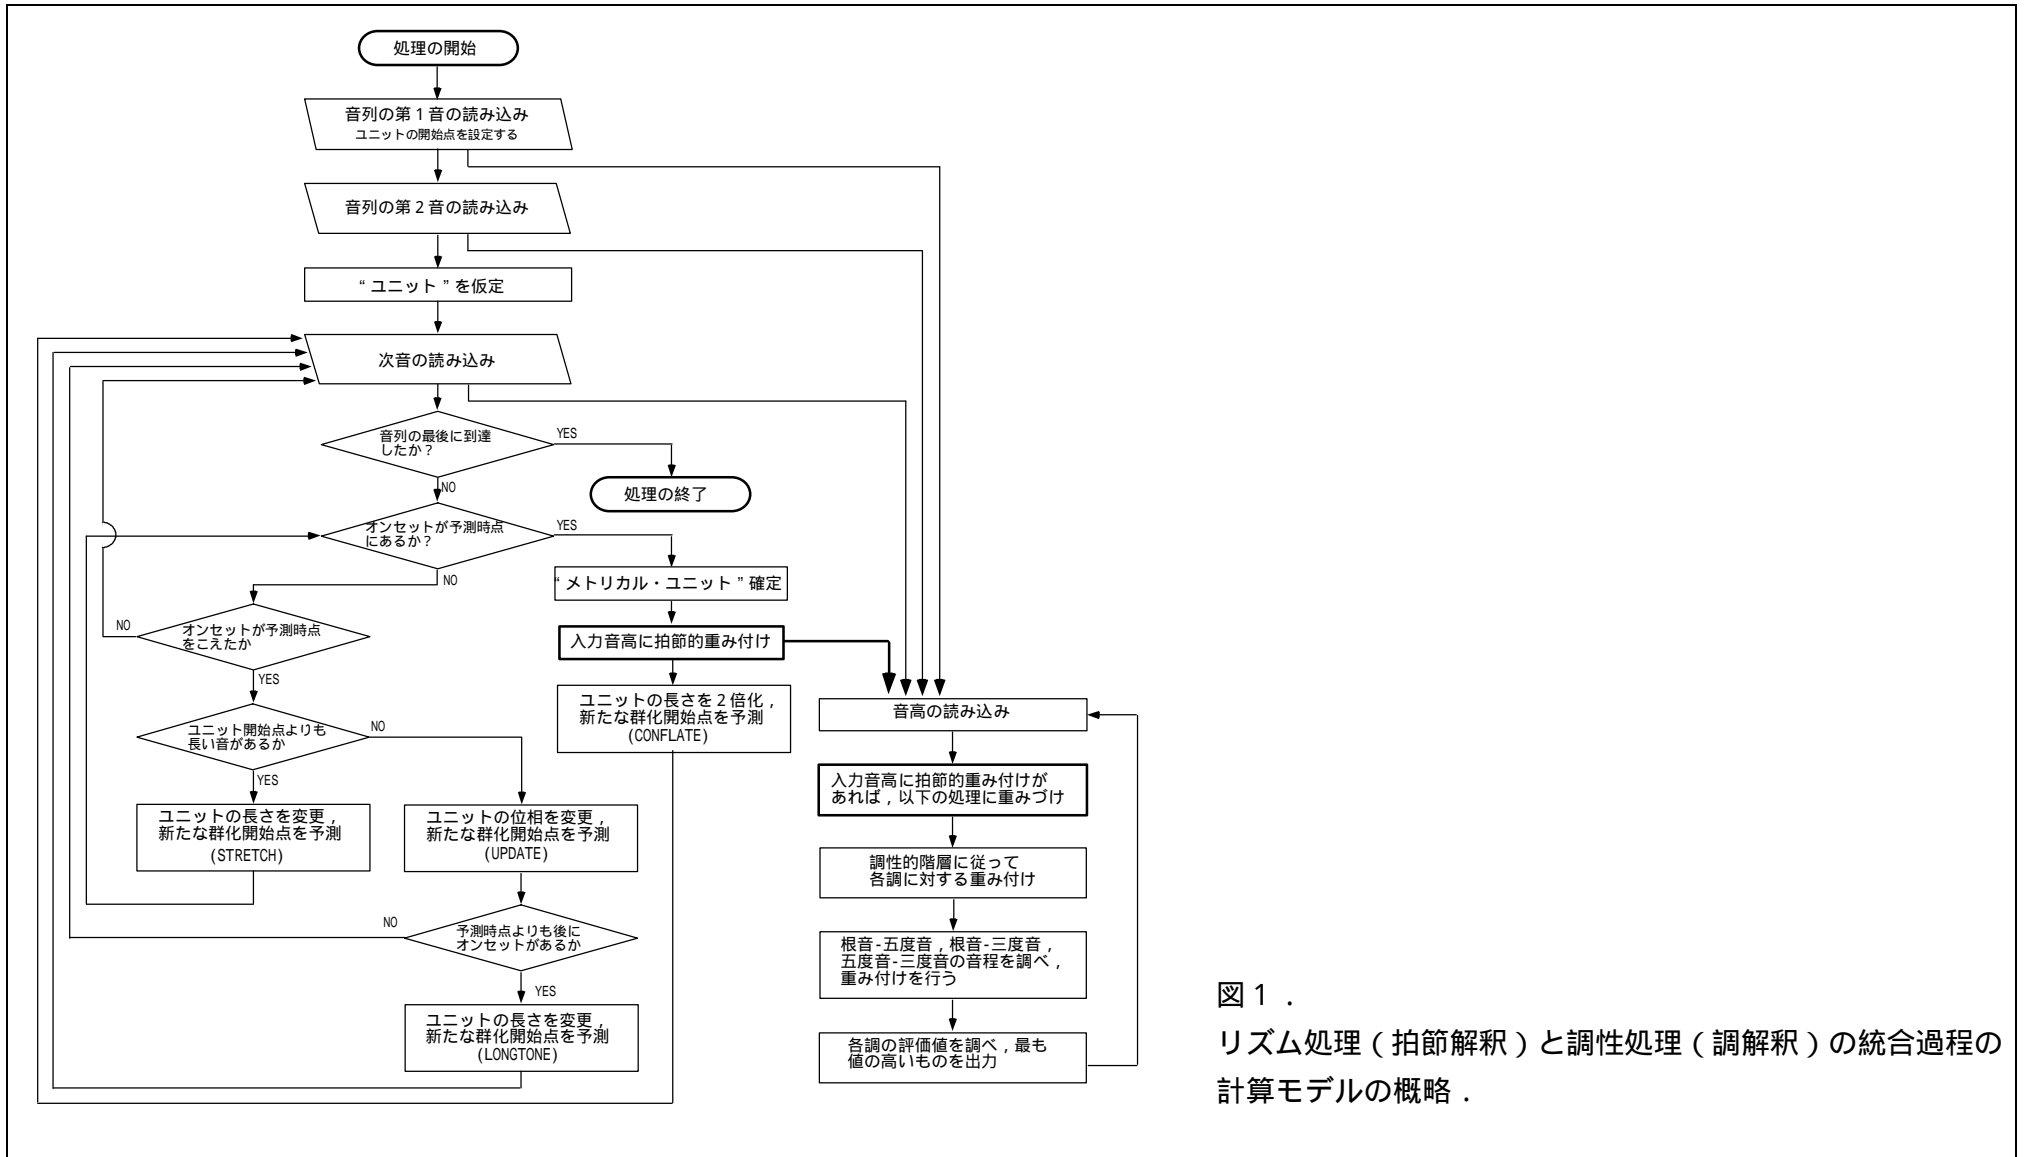 処理の開始
音列の第1音の読み込み
ユニットの開始点を設定する
音列の第2音の読み込み
“ユニット”を仮定
次音の読み込み
音列の最後に到達
したか？
YES
NO
処理の終了
オンセットが予測時点
にあるか？
YES
NO
“メトリカル・ユニット”確定
入力音高に拍節的重み付け
ユニットの長さを2倍化，
新たな群化開始点を予測
(CONFLATE)
オンセットが予測時点
をこえたか
NO
YES
ユニット開始点よりも
長い音があるか
NO
YES
ユニットの長さを変更，
新たな群化開始点を予測
(STRETCH)
ユニットの位相を変更，
新たな群化開始点を予測
(UPDATE)
予測時点よりも後に
オンセットがあるか
NO
YES
ユニットの長さを変更，
新たな群化開始点を予測
(LONGTONE)
音高の読み込み
入力音高に拍節的重み付けが
あれば，以下の処理に重みづけ
調性的階層に従って
各調に対する重み付け
根音-五度音，根音-三度音，
五度音-三度音の音程を調べ，
重み付けを行う
各調の評価値を調べ，最も
値の高いものを出力
図1．
リズム処理（拍節解釈）と調性処理（調解釈）の統合過程の
計算モデルの概略．